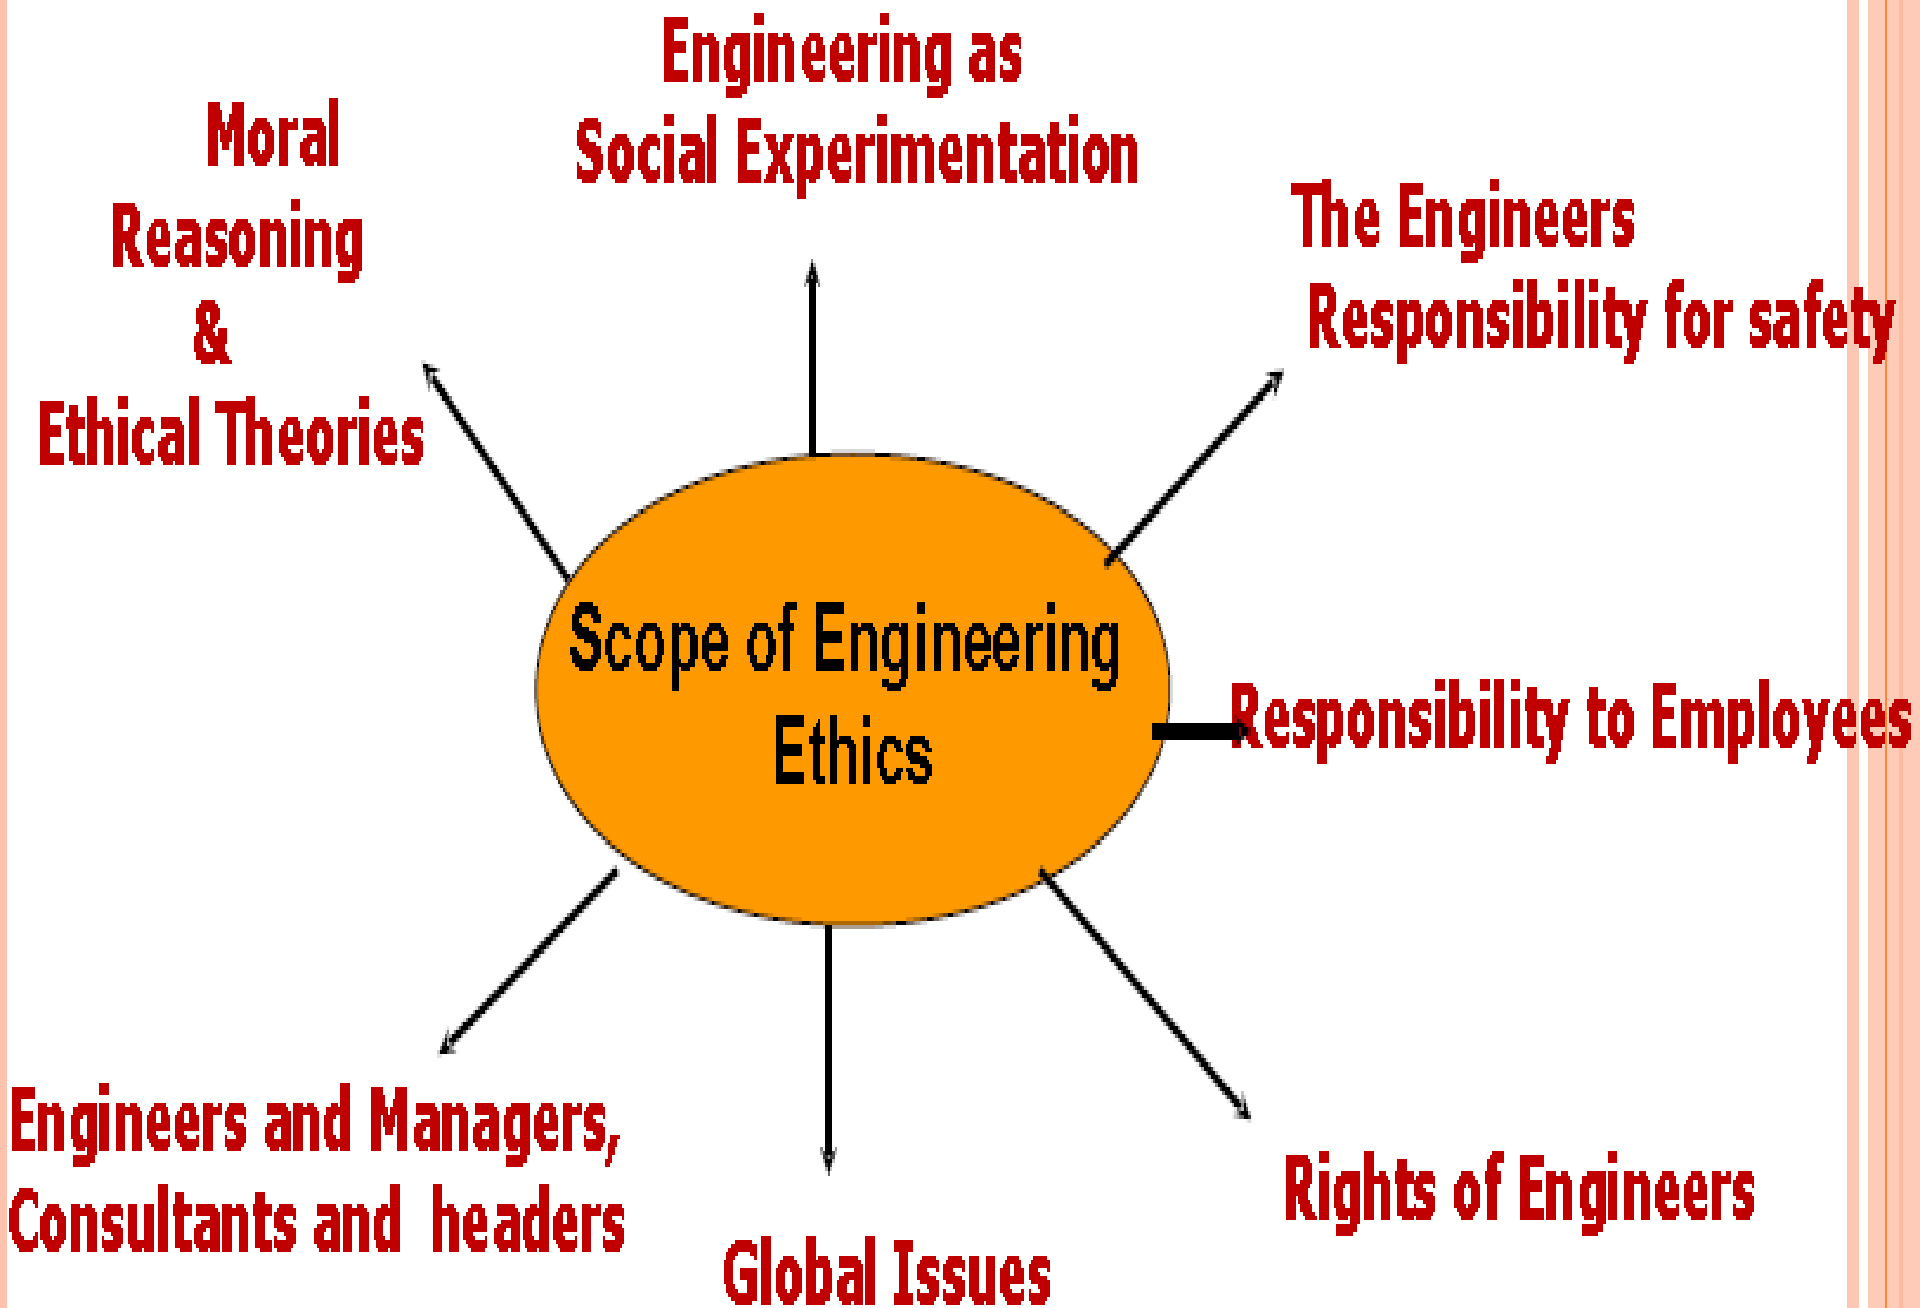 Engineering as
Social Experimentation
Moral
Reasoning
&
Ethical Theories
The Engineers
Responsibility for safety
Scope of Engineering
Ethics
Responsibility to Employees
Engineers and Managers,
Consultants and headers
Global Issues
Rights of Engineers